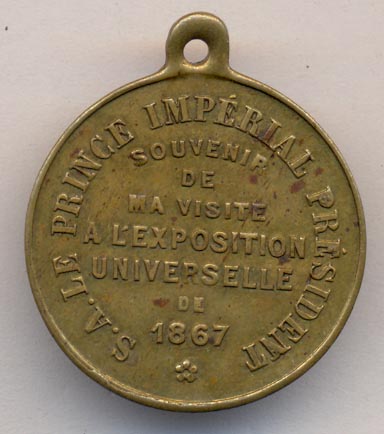 S.A.LE PRINCE IMPÉRIAL PRÉSIDENT
SOUVENIR
DE
MA VISITE
A L'EXPOSITION
UNIVERSELLE
DE
1867